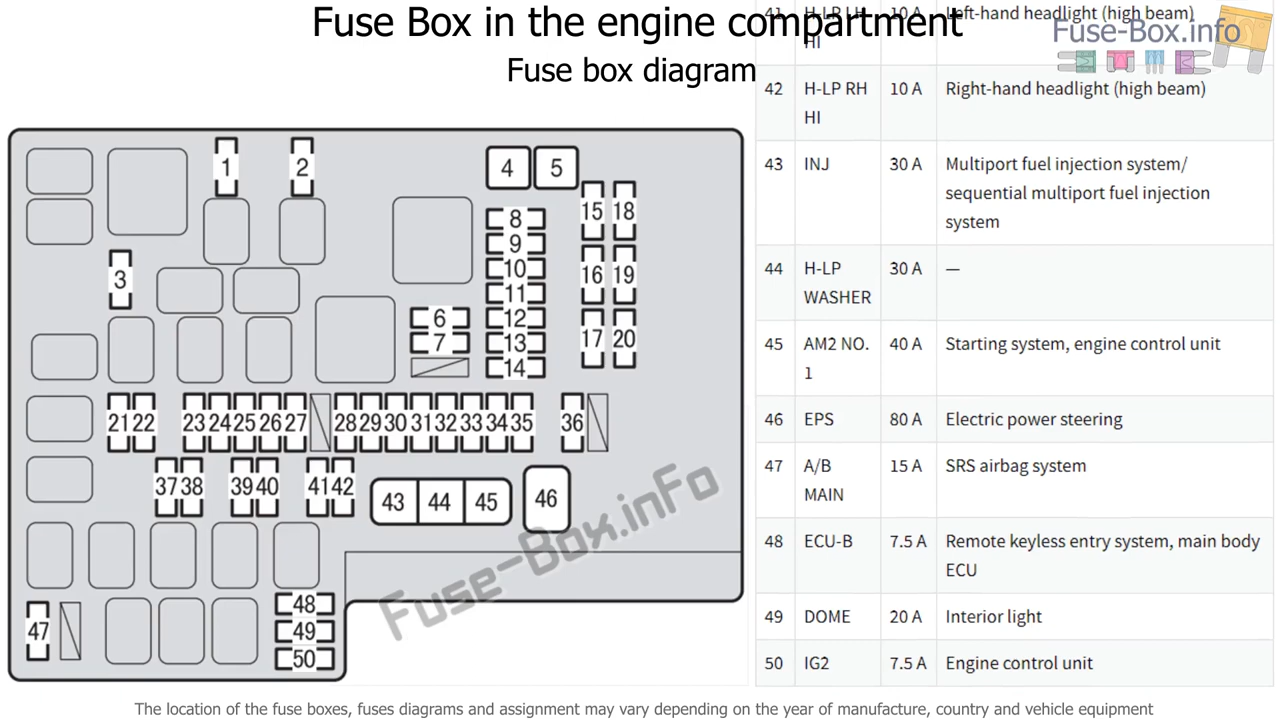 Fuse Box in the engine compartment
Fuse box diagram
Fuse-Box.info
1 2 4 5
15 18
8
9
3 10 16 19
11
6 12
7 13 17 20
14
21 22 23 24 25 26 27 28 29 30 31 32 33 34 35 36
37 38 39 40 41 42 43 44 45 46
48
47 49
50
Fuse-Box.inFo
41 H-LP LH 10 A Left-hand headlight (high beam)
HI
42 H-LP RH 10 A Right-hand headlight (high beam)
HI
43 INJ 30 A Multiport fuel injection system/
sequential multiport fuel injection
system
44 H-LP 30 A —
WASHER
45 AM2 NO. 40 A Starting system, engine control unit
1
46 EPS 80 A Electric power steering
47 A/B 15 A SRS airbag system
MAIN
48 ECU-B 7.5 A Remote keyless entry system, main body
ECU
49 DOME 20 A Interior light
50 IG2 7.5 A Engine control unit
The location of the fuse boxes, fuses diagrams and assignment may vary depending on the year of manufacture, country and vehicle equipment